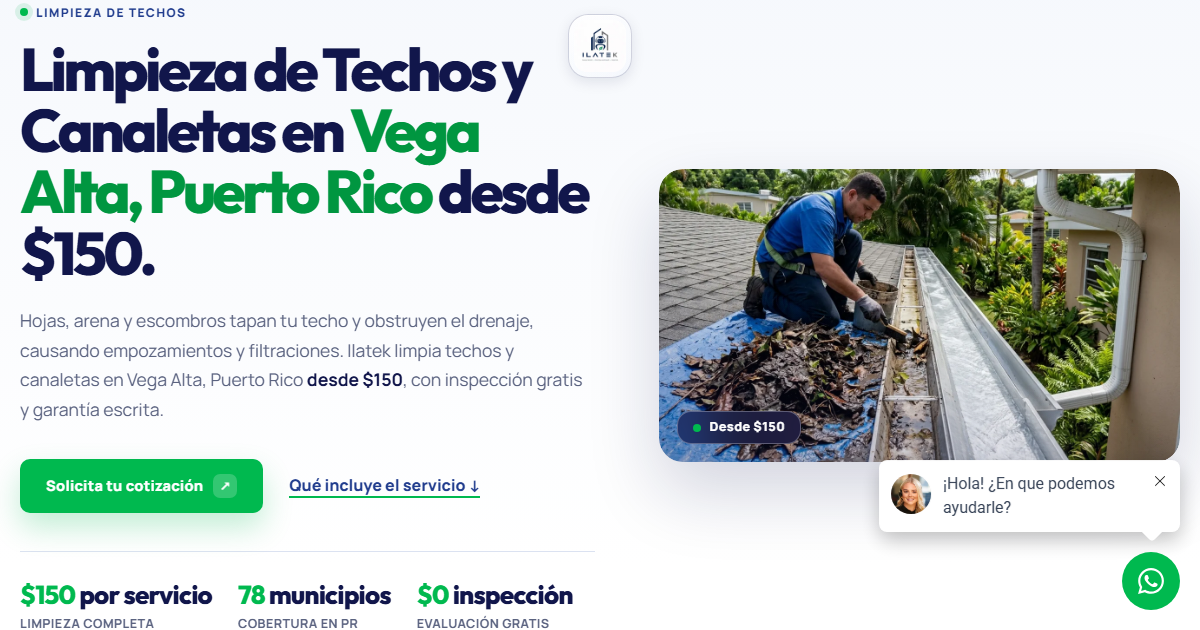 LIMPIEZA DE TECHOS
ILATEK
Limpieza de Techos y
Canaletas en Vega
Alta, Puerto Rico desde
$150.
Hojas, arena y escombros tapan tu techo y obstruyen el drenaje,
causando empozamientos y filtraciones. Ilatek limpia techos y
canaletas en Vega Alta, Puerto Rico desde $150, con inspección gratis
y garantía escrita.
Solicita tu cotización ↗
Qué incluye el servicio ↓
Desde $150
¡Hola! ¿En que podemos
ayudarle?
$150 por servicio
LIMPIEZA COMPLETA
78 municipios
COBERTURA EN PR
$0 inspección
EVALUACIÓN GRATIS